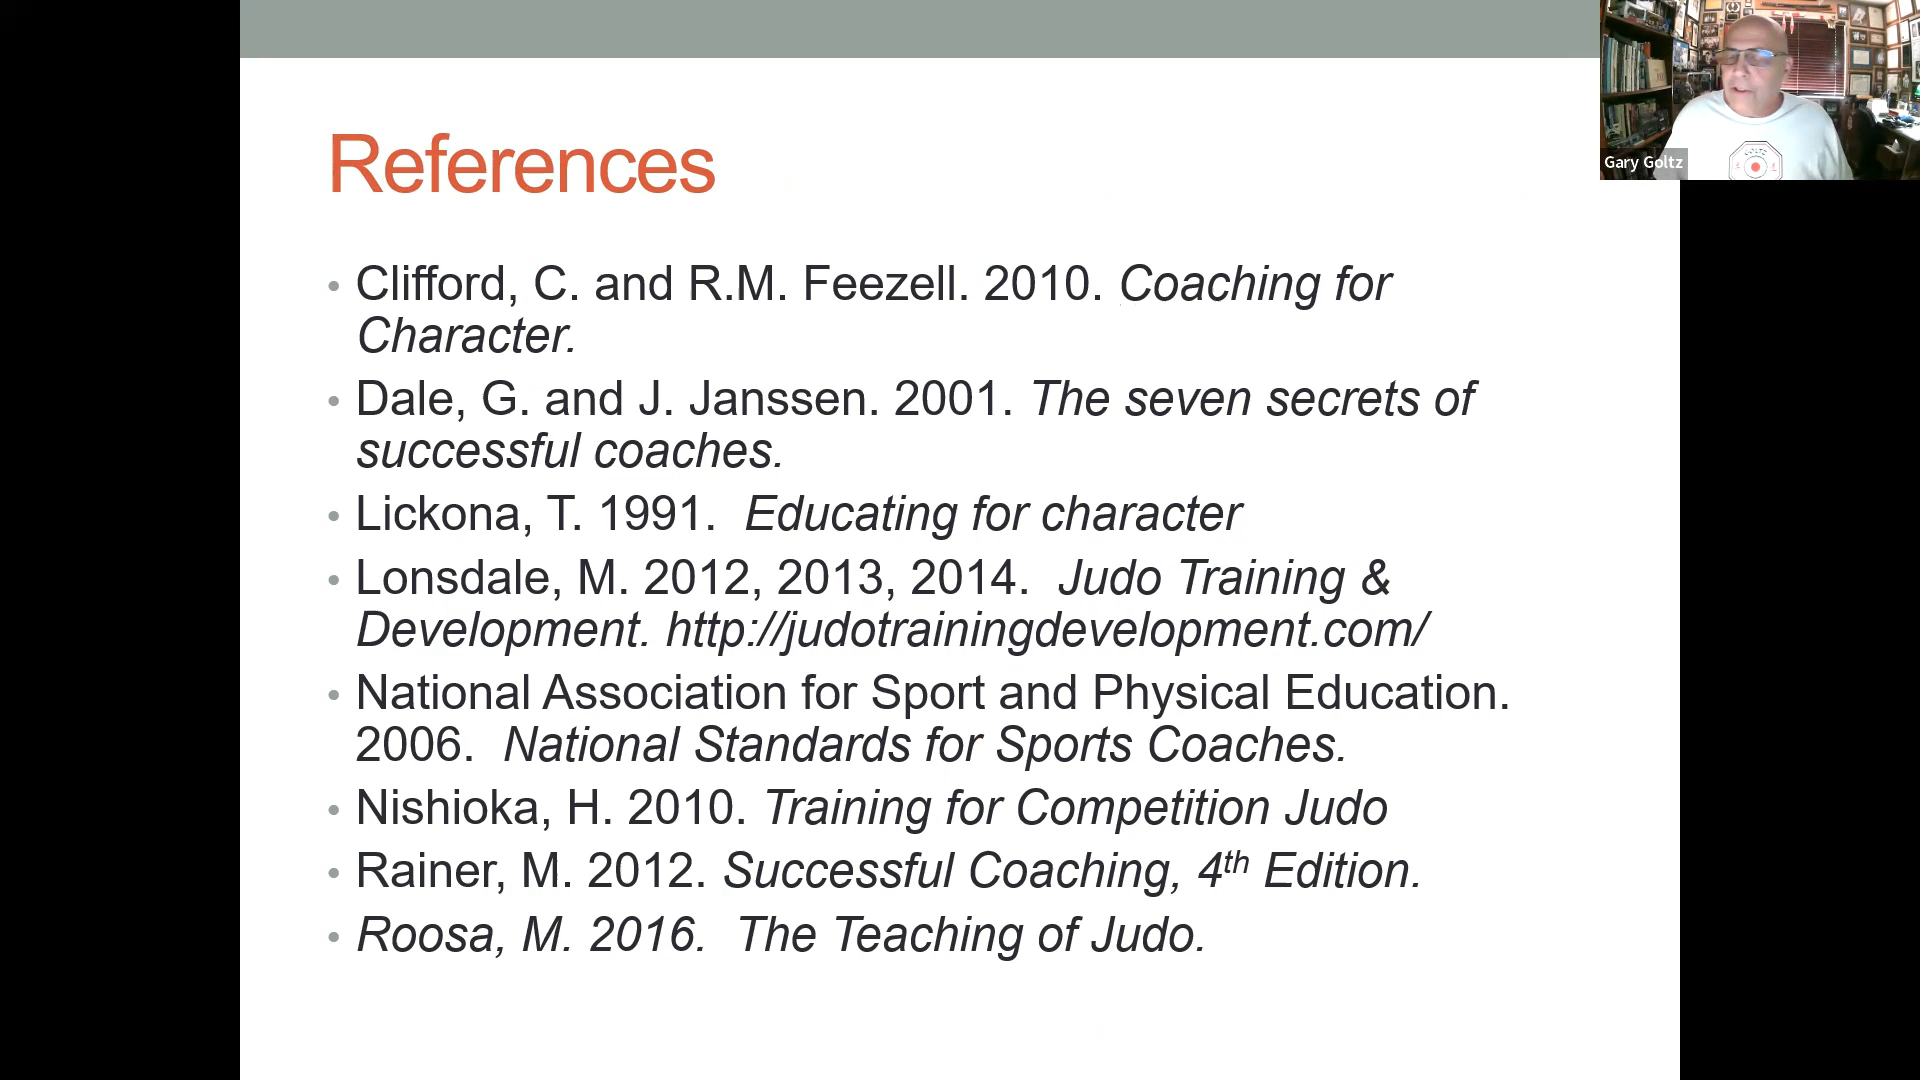 References
Gary Goltz
GOLTZ
• Clifford, C. and R.M. Feezell. 2010. Coaching for
Character.
• Dale, G. and J. Janssen. 2001. The seven secrets of
successful coaches.
• Lickona, T. 1991.  Educating for character
• Lonsdale, M. 2012, 2013, 2014.  Judo Training &
Development. http://judotrainingdevelopment.com/
• National Association for Sport and Physical Education.
2006.  National Standards for Sports Coaches.
• Nishioka, H. 2010. Training for Competition Judo
• Rainer, M. 2012. Successful Coaching, 4th Edition.
• Roosa, M. 2016.  The Teaching of Judo.